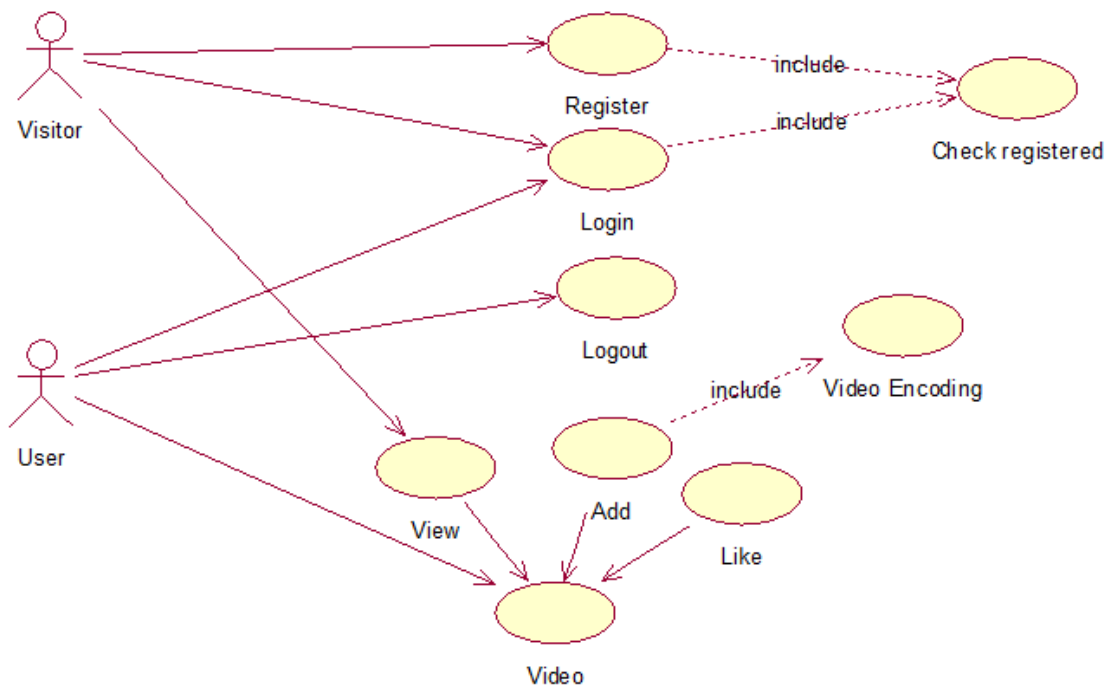 Visitor
Register
include
include
Check registered
Login
Logout
User
include
Video Encoding
View
Add
Like
Video